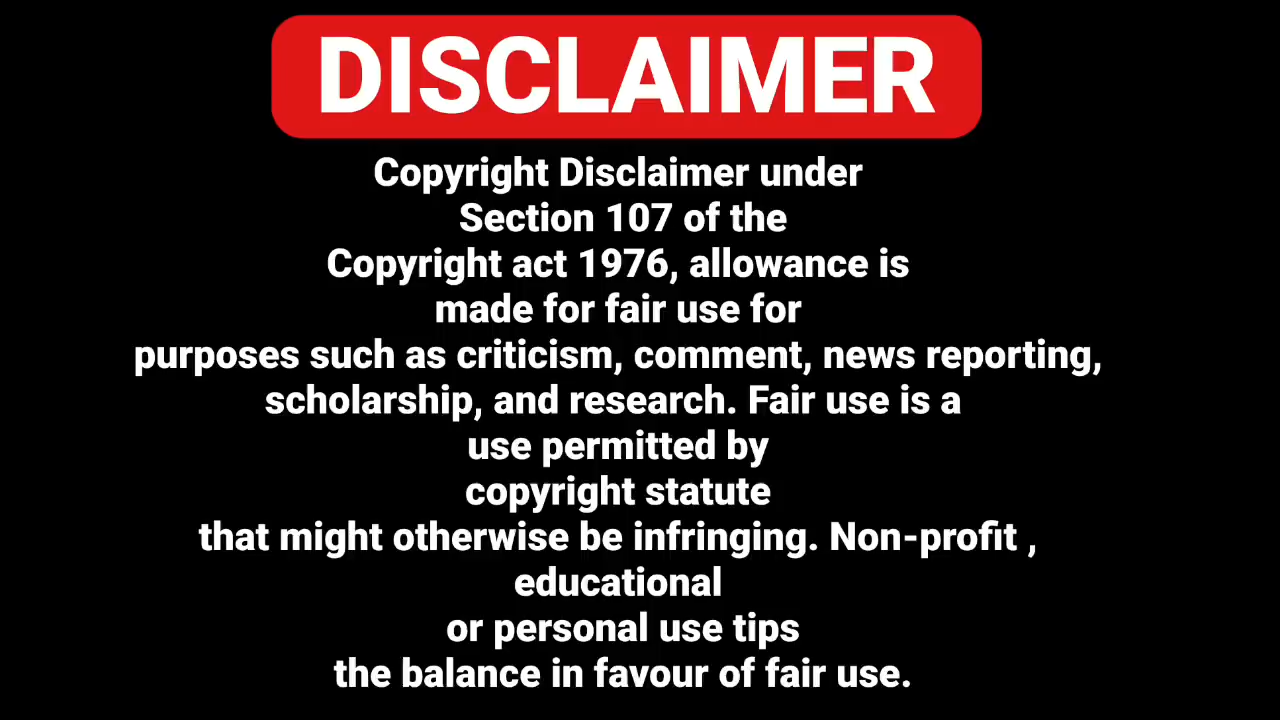 DISCLAIMER
Copyright Disclaimer under
Section 107 of the
Copyright act 1976, allowance is
made for fair use for
purposes such as criticism, comment, news reporting,
scholarship, and research. Fair use is a
use permitted by
copyright statute
that might otherwise be infringing. Non-profit ,
educational
or personal use tips
the balance in favour of fair use.